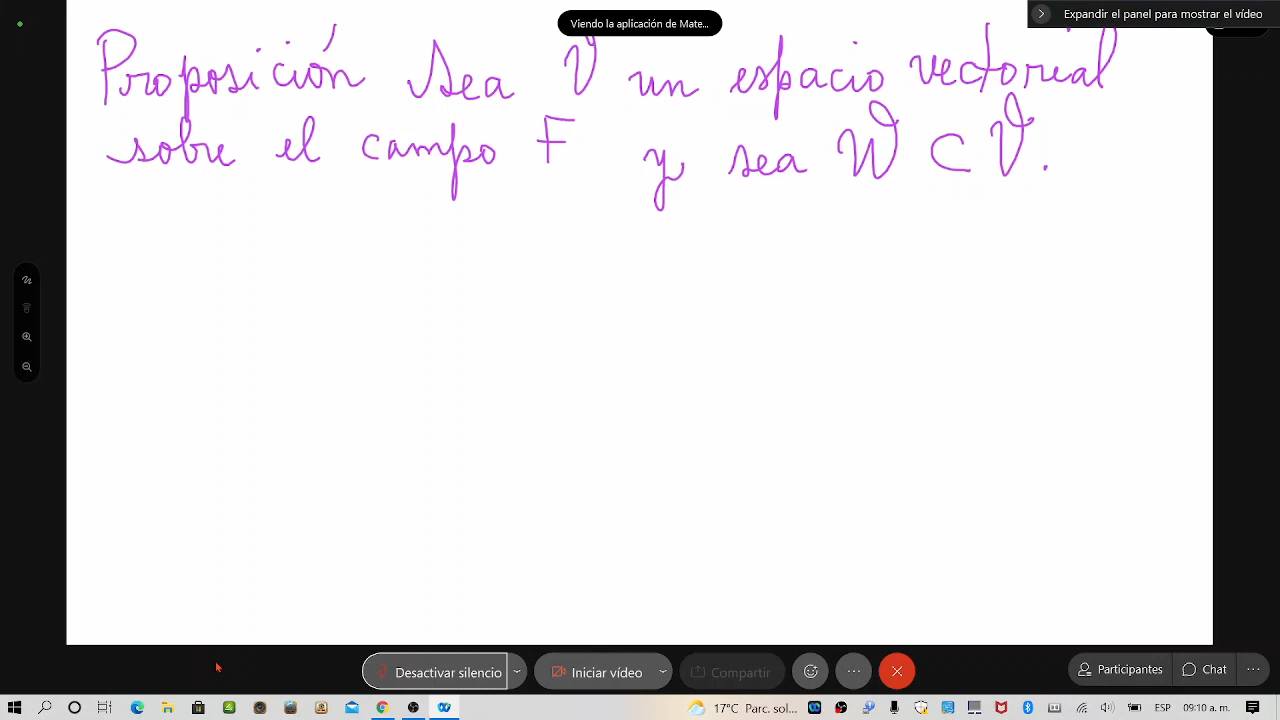 Viendo la aplicación de Mate...
Expandir el panel para mostrar el vídeo
Proposición Sea V un espacio vectorial
sobre el campo F y sea W ⊂ V.
Desactivar silencio
Iniciar vídeo
Compartir
Participantes
Chat
17°C Parc. sol...
ESP
09:10 a. m.